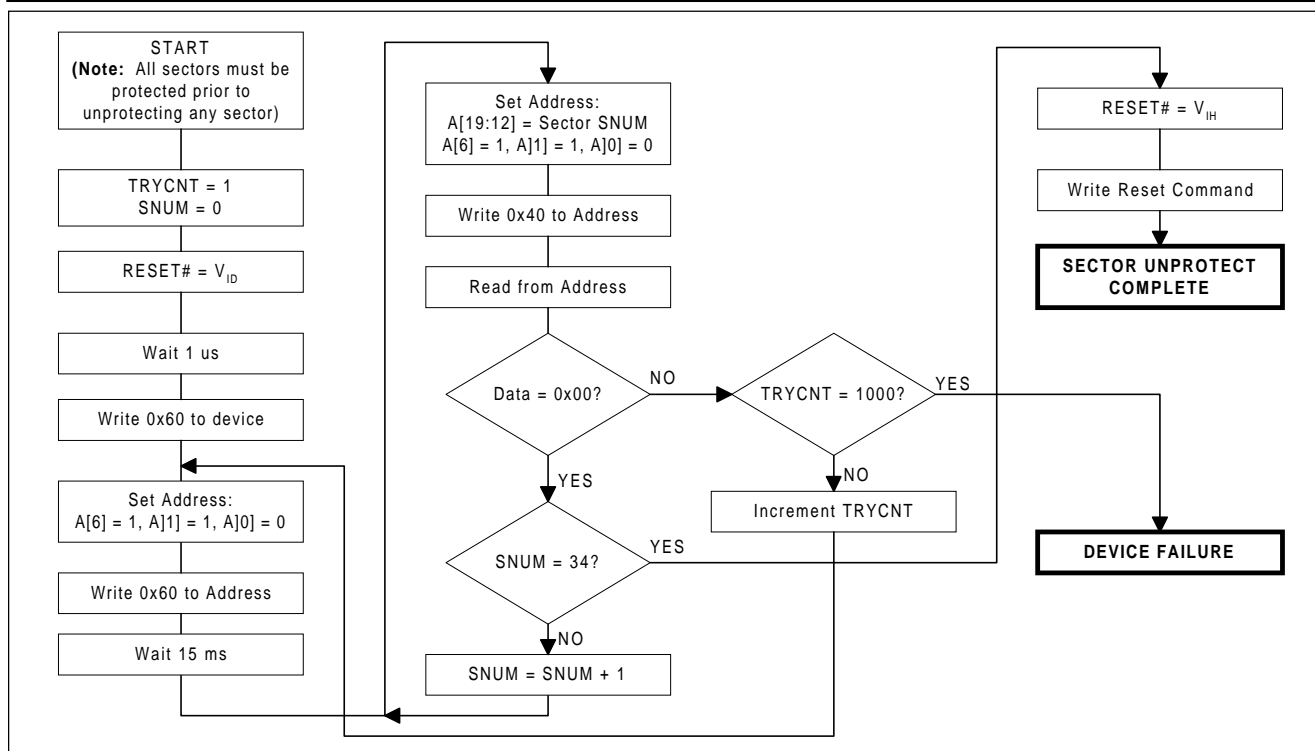 START
(Note: All sectors must be
protected prior to
unprotecting any sector)
TRYCNT = 1
SNUM = 0
RESET# = VID
Wait 1 us
Write 0x60 to device
Set Address:
A[6] = 1, A]1] = 1, A]0] = 0
Write 0x60 to Address
Wait 15 ms
Set Address:
A[19:12] = Sector SNUM
A[6] = 1, A]1] = 1, A]0] = 0
Write 0x40 to Address
Read from Address
Data = 0x00?
NO
YES
SNUM = 34?
YES
NO
SNUM = SNUM + 1
TRYCNT = 1000?
YES
NO
Increment TRYCNT
RESET# = VIH
Write Reset Command
SECTOR UNPROTECT
COMPLETE
DEVICE FAILURE